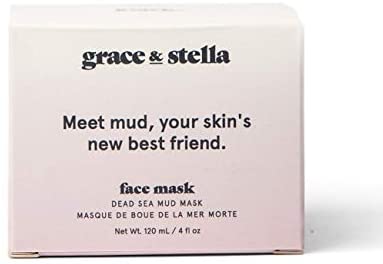 grace & stella
Meet mud, your skin's
new best friend.
face mask
DEAD SEA MUD MASK
MASQUE DE BOUE DE LA MER MORTE
Net Wt. 120 mL / 4 fl oz